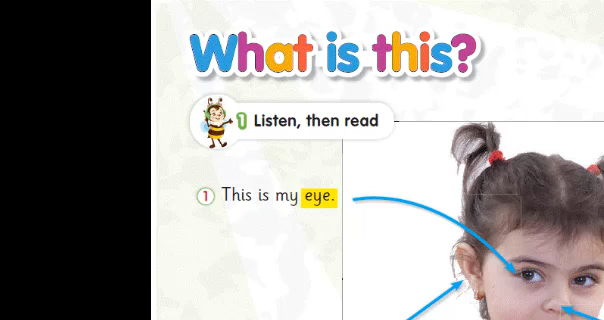 What is this?
1 Listen, then read
1 This is my eye.